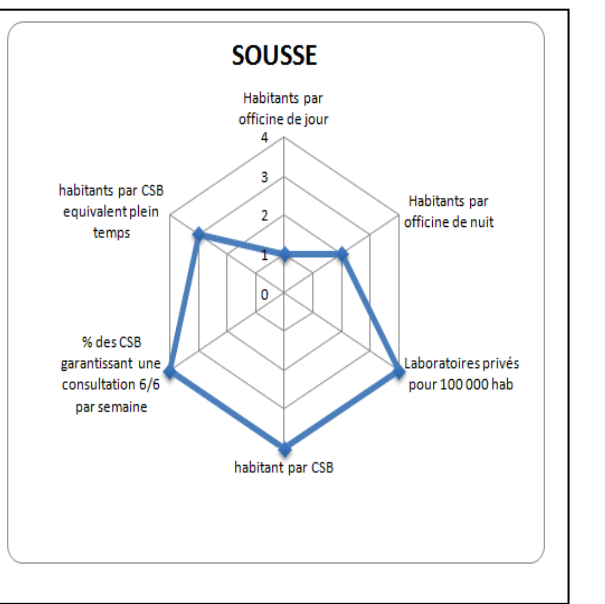 SOUSSE
Habitants par
officine de jour
4
3
2
1
0
Habitants par
officine de nuit
Laboratoires privés
pour 100 000 hab
habitant par CSB
% des CSB
garantissant une
consultation 6/6
par semaine
habitants par CSB
equivalent plein
temps